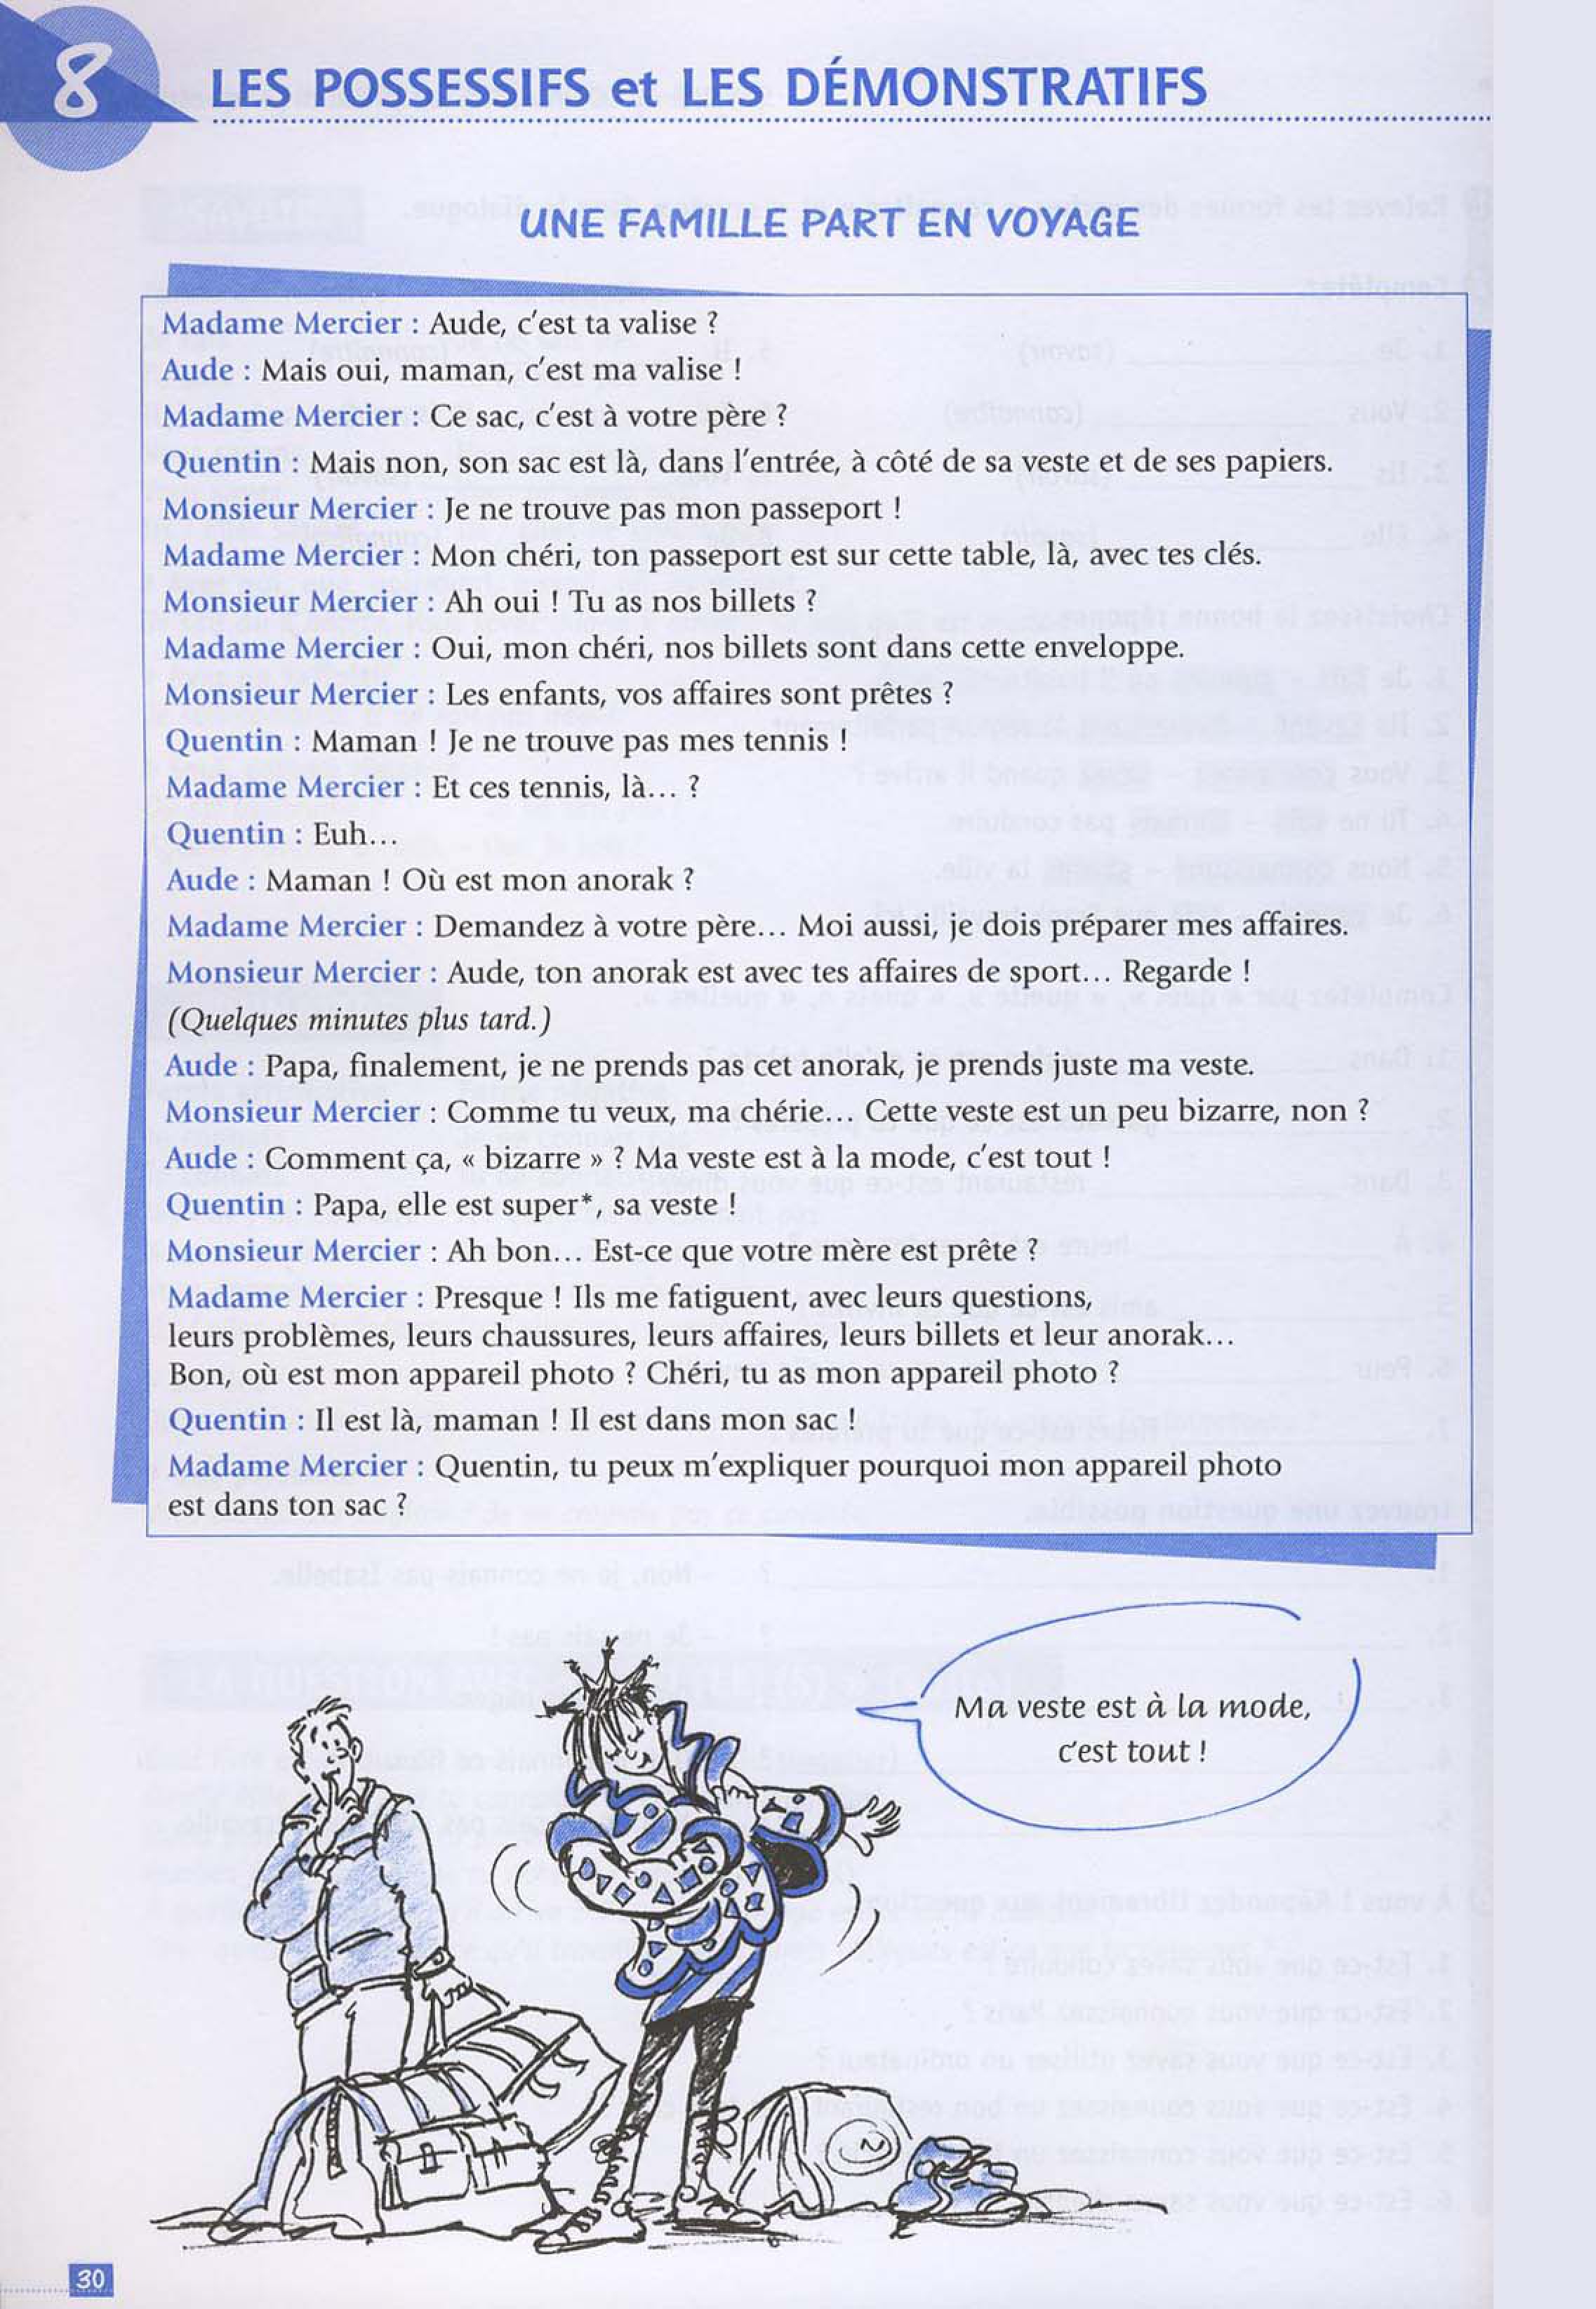 8
LES POSSESSIFS et LES DÉMONSTRATIFS
UNE FAMILLE PART EN VOYAGE
Madame Mercier : Aude, c'est ta valise ?
Aude : Mais oui, maman, c'est ma valise !
Madame Mercier : Ce sac, c'est à votre père ?
Quentin : Mais non, son sac est là, dans l'entrée, à côté de sa veste et de ses papiers.
Monsieur Mercier : Je ne trouve pas mon passeport !
Madame Mercier : Mon chéri, ton passeport est sur cette table, là, avec tes clés.
Monsieur Mercier : Ah oui ! Tu as nos billets ?
Madame Mercier : Oui, mon chéri, nos billets sont dans cette enveloppe.
Monsieur Mercier : Les enfants, vos affaires sont prêtes ?
Quentin : Maman ! Je ne trouve pas mes tennis !
Madame Mercier : Et ces tennis, là... ?
Quentin : Euh...
Aude : Maman ! Où est mon anorak ?
Madame Mercier : Demandez à votre père... Moi aussi, je dois préparer mes affaires.
Monsieur Mercier : Aude, ton anorak est avec tes affaires de sport... Regarde !
(Quelques minutes plus tard.)
Aude : Papa, finalement, je ne prends pas cet anorak, je prends juste ma veste.
Monsieur Mercier : Comme tu veux, ma chérie... Cette veste est un peu bizarre, non ?
Aude : Comment ça, « bizarre » ? Ma veste est à la mode, c'est tout !
Quentin : Papa, elle est super*, sa veste !
Monsieur Mercier : Ah bon... Est-ce que votre mère est prête ?
Madame Mercier : Presque ! Ils me fatiguent, avec leurs questions,
leurs problèmes, leurs chaussures, leurs affaires, leurs billets et leur anorak...
Bon, où est mon appareil photo ? Chéri, tu as mon appareil photo ?
Quentin : Il est là, maman ! Il est dans mon sac !
Madame Mercier : Quentin, tu peux m'expliquer pourquoi mon appareil photo
est dans ton sac ?
Ma veste est à la mode,
c'est tout !
30